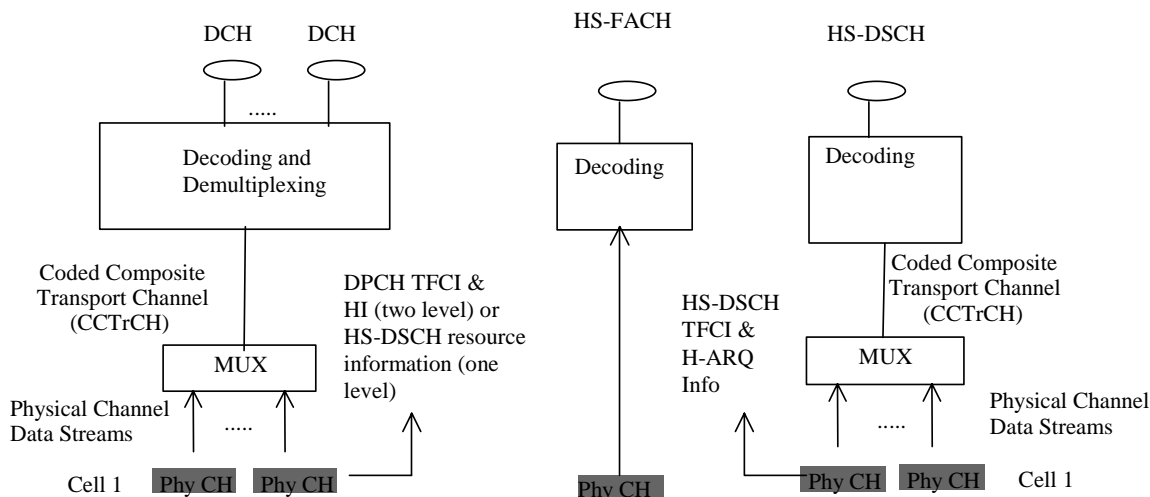 DCH DCH
.....
Decoding and
Demultiplexing
Coded Composite
Transport Channel
(CCTrCH)
DPCH TFCI &
HI (two level) or
HS-DSCH resource
information (one
level)
MUX
Physical Channel
Data Streams
.....
Cell 1 Phy CH Phy CH
HS-FACH
Decoding
Phy CH
HS-DSCH
Decoding
Coded Composite
Transport Channel
(CCTrCH)
HS-DSCH
TFCI &
H-ARQ
Info
MUX
Physical Channel
Data Streams
.....
Phy CH Phy CH Cell 1